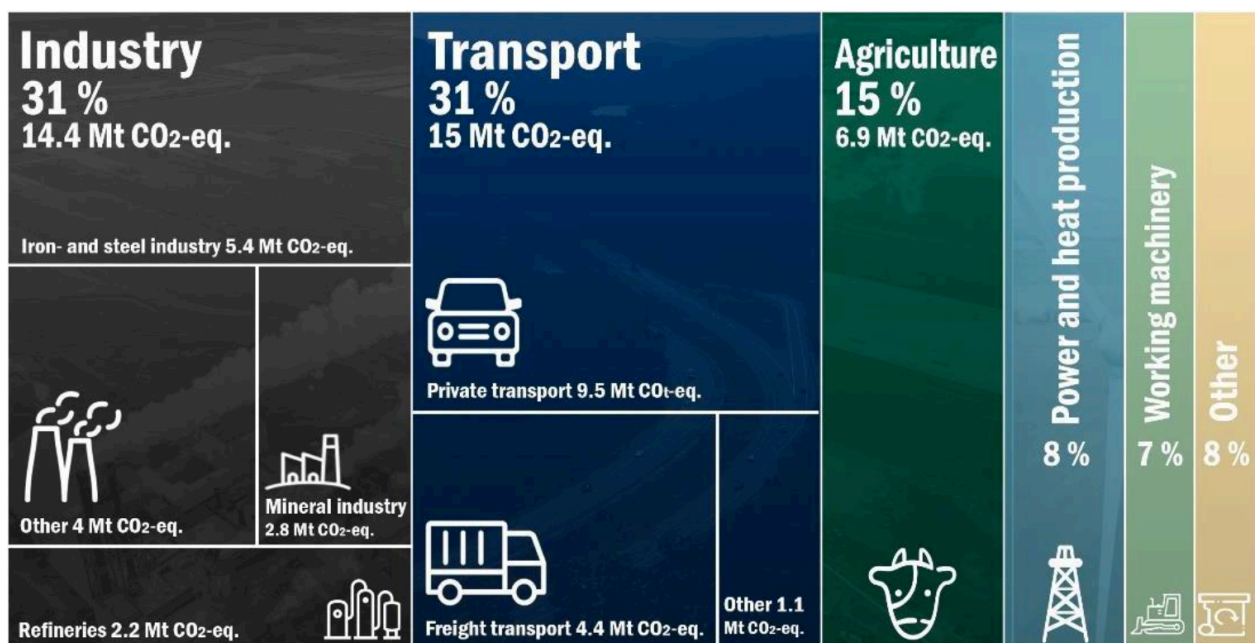 Industry
31 %
14.4 Mt CO2-eq.
Iron- and steel industry 5.4 Mt CO2-eq.
Other 4 Mt CO2-eq.
Mineral industry
2.8 Mt CO2-eq.
Refineries 2.2 Mt CO2-eq.
Transport
31 %
15 Mt CO2-eq.
Private transport 9.5 Mt COt-eq.
Freight transport 4.4 Mt CO2-eq.
Other 1.1
Mt CO2-eq.
Agriculture
15 %
6.9 Mt CO2-eq.
Power and heat production
8 %
Working machinery
7 %
Other
8 %